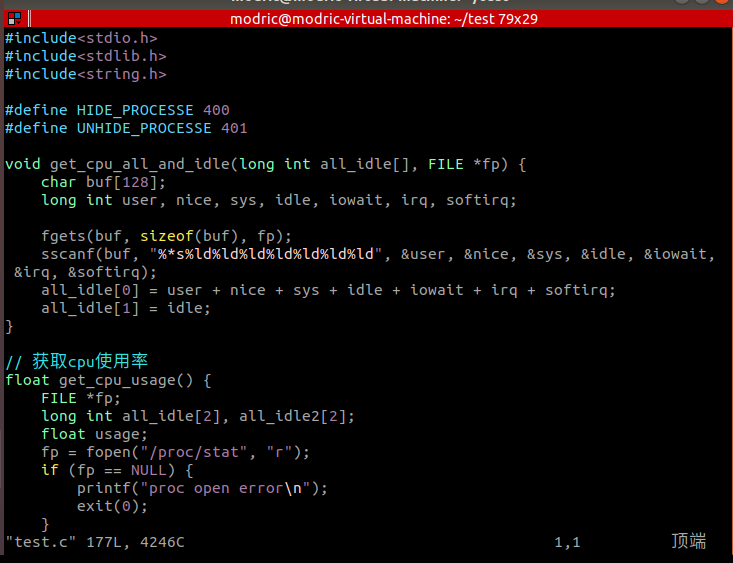 modric@modric-virtual-machine: ~/test 79x29
#include<stdio.h>
#include<stdlib.h>
#include<string.h>
#define HIDE_PROCESSE 400
#define UNHIDE_PROCESSE 401
void get_cpu_all_and_idle(long int all_idle[], FILE *fp) {
    char buf[128];
    long int user, nice, sys, idle, iowait, irq, softirq;
    fgets(buf, sizeof(buf), fp);
    sscanf(buf, "%*s%ld%ld%ld%ld%ld%ld%ld", &user, &nice, &sys, &idle, &iowait,
 &irq, &softirq);
    all_idle[0] = user + nice + sys + idle + iowait + irq + softirq;
    all_idle[1] = idle;
}
// 获取cpu使用率
float get_cpu_usage() {
    FILE *fp;
    long int all_idle[2], all_idle2[2];
    float usage;
    fp = fopen("/proc/stat", "r");
    if (fp == NULL) {
        printf("proc open error\n");
        exit(0);
    }
"test.c" 177L, 4246C 1,1 顶端